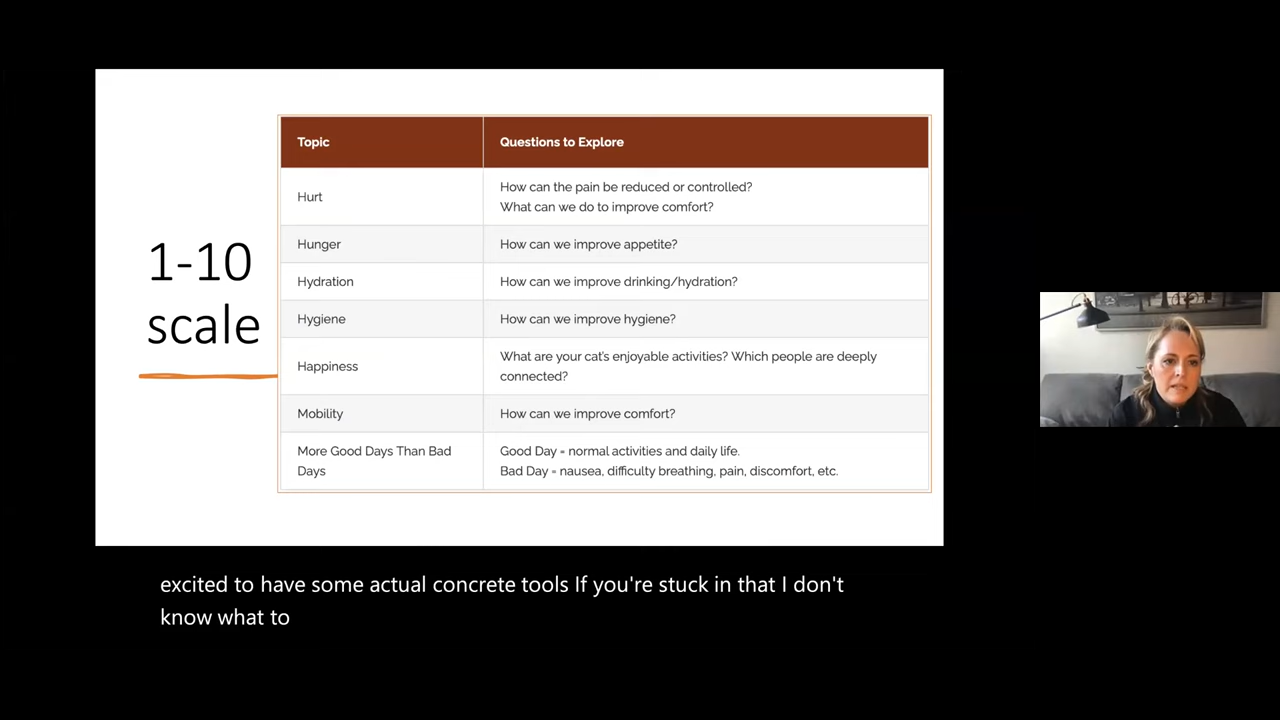 1-10
scale
Topic
Questions to Explore
Hurt
How can the pain be reduced or controlled?
What can we do to improve comfort?
Hunger
How can we improve appetite?
Hydration
How can we improve drinking/hydration?
Hygiene
How can we improve hygiene?
Happiness
What are your cat's enjoyable activities? Which people are deeply
connected?
Mobility
How can we improve comfort?
More Good Days Than Bad
Days
Good Day = normal activities and daily life.
Bad Day = nausea, difficulty breathing, pain, discomfort, etc.
excited to have some actual concrete tools If you're stuck in that I don't
know what to